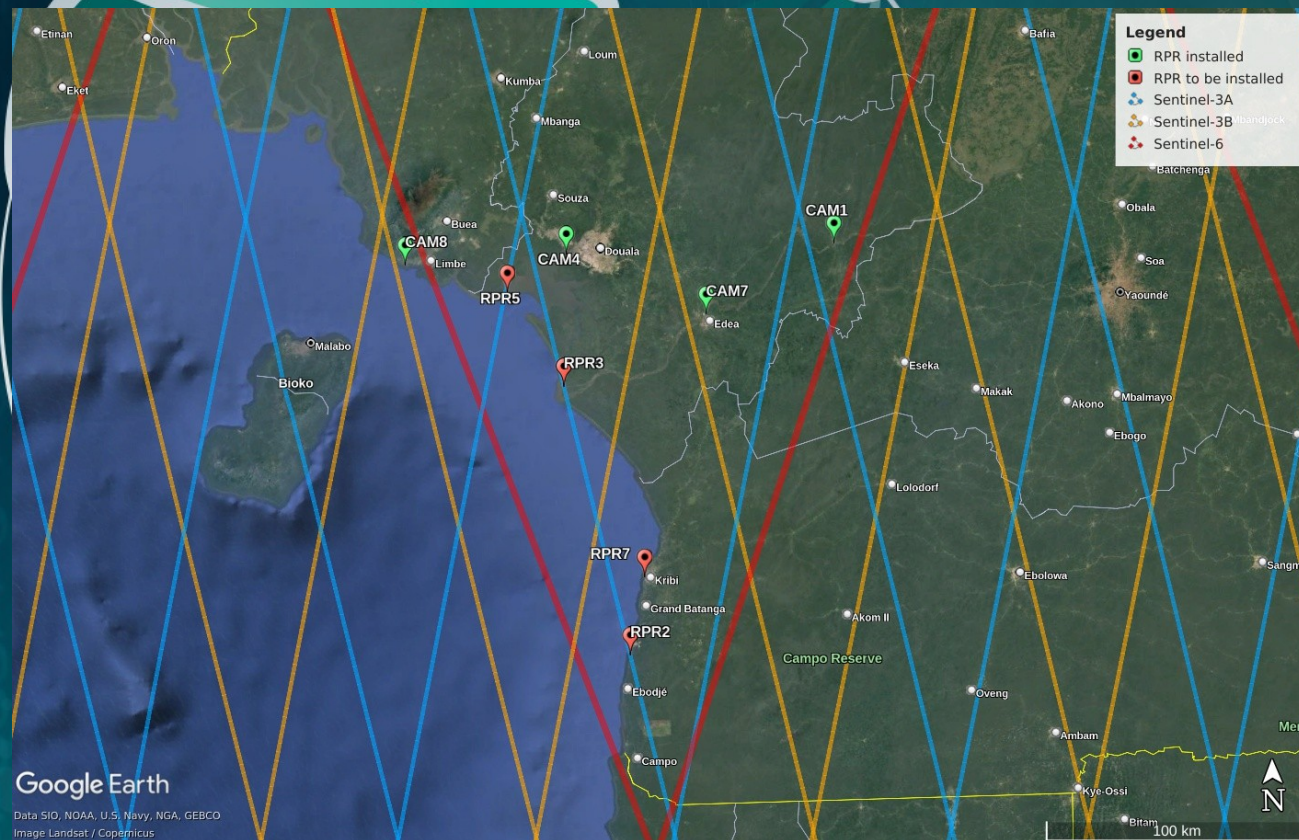 Legend
RPR installed
RPR to be installed
Sentinel-3A
Sentinel-3B
Sentinel-6
Etinan
Oron
Eket
Loum
Kumba
Mbanga
Bafia
Mbandjock
Batchenga
Obala
Souza
Buea
CAM8
Limbe
CAM4
Douala
CAM1
Soa
Yaoundé
RPR5
CAM7
Edea
Malabo
Bioko
RPR3
Eseka
Makak
Akono
Mbalmayo
Ebogo
Lolodorf
RPR7
Kribi
Grand Batanga
RPR2
Ebodjé
Akom II
Campo Reserve
Ebolowa
Sangm
Oveng
Ambam
Campo
Kye-Ossi
Bitam
Google Earth
Data SIO, NOAA, U.S. Navy, NGA, GEBCO
Image Landsat / Copernicus
N
100 km